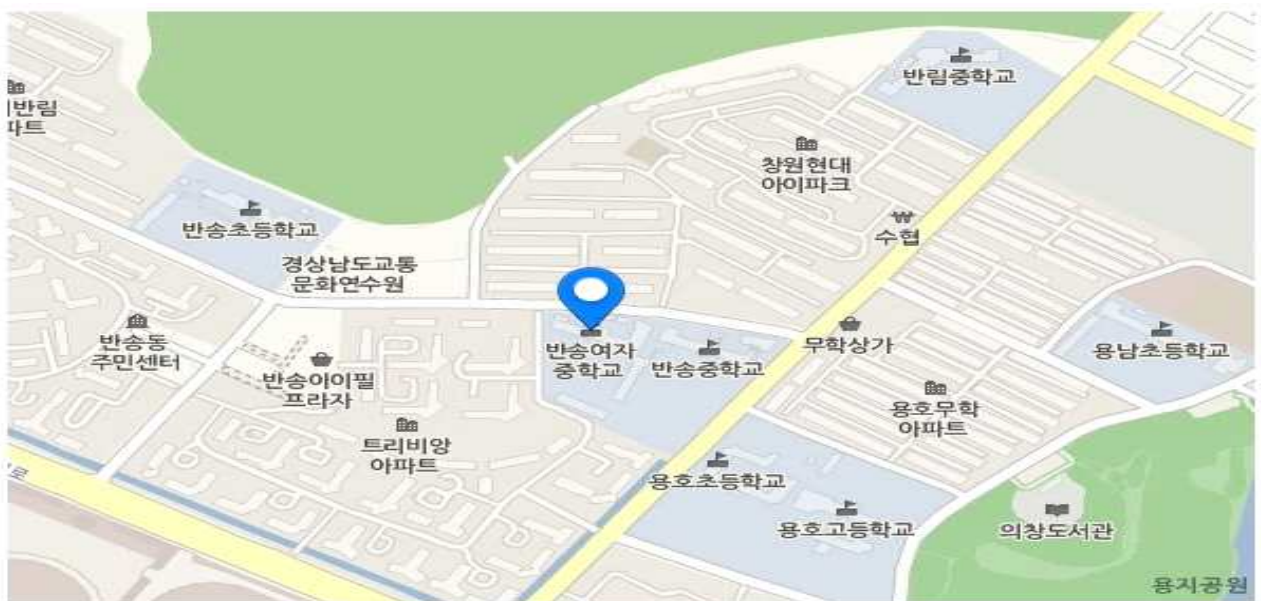 반림중학교
반림
파트
창원현대
아이파크
반송초등학교
수협
경상남도교통
문화연수원
반송동
주민센터
반송아이필
프라자
반송여자
중학교
반송중학교
무학상가
용남초등학교
용호무학
아파트
트리비앙
아파트
용호초등학교
용호고등학교
의창도서관
로
용지공원